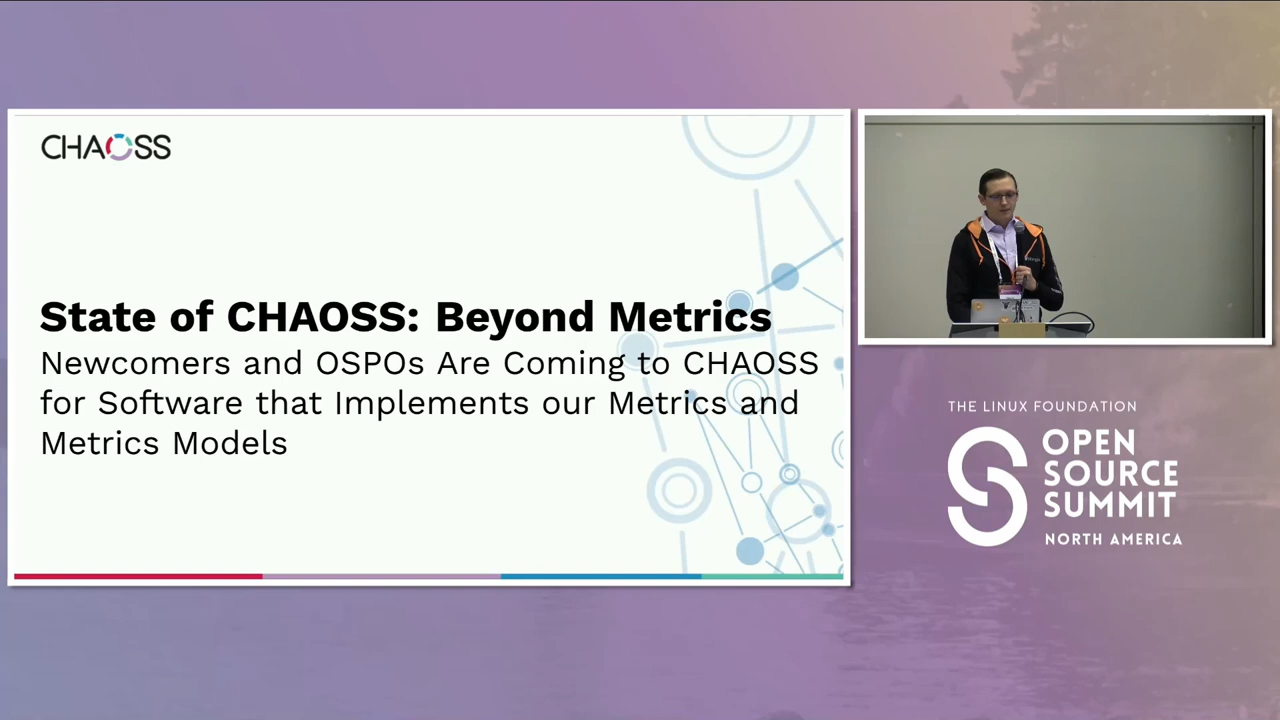 CHAOSS
State of CHAOSS: Beyond Metrics
Newcomers and OSPOs Are Coming to CHAOSS
for Software that Implements our Metrics and
Metrics Models
THE LINUX FOUNDATION
OPEN
SOURCE
SUMMIT
NORTH AMERICA